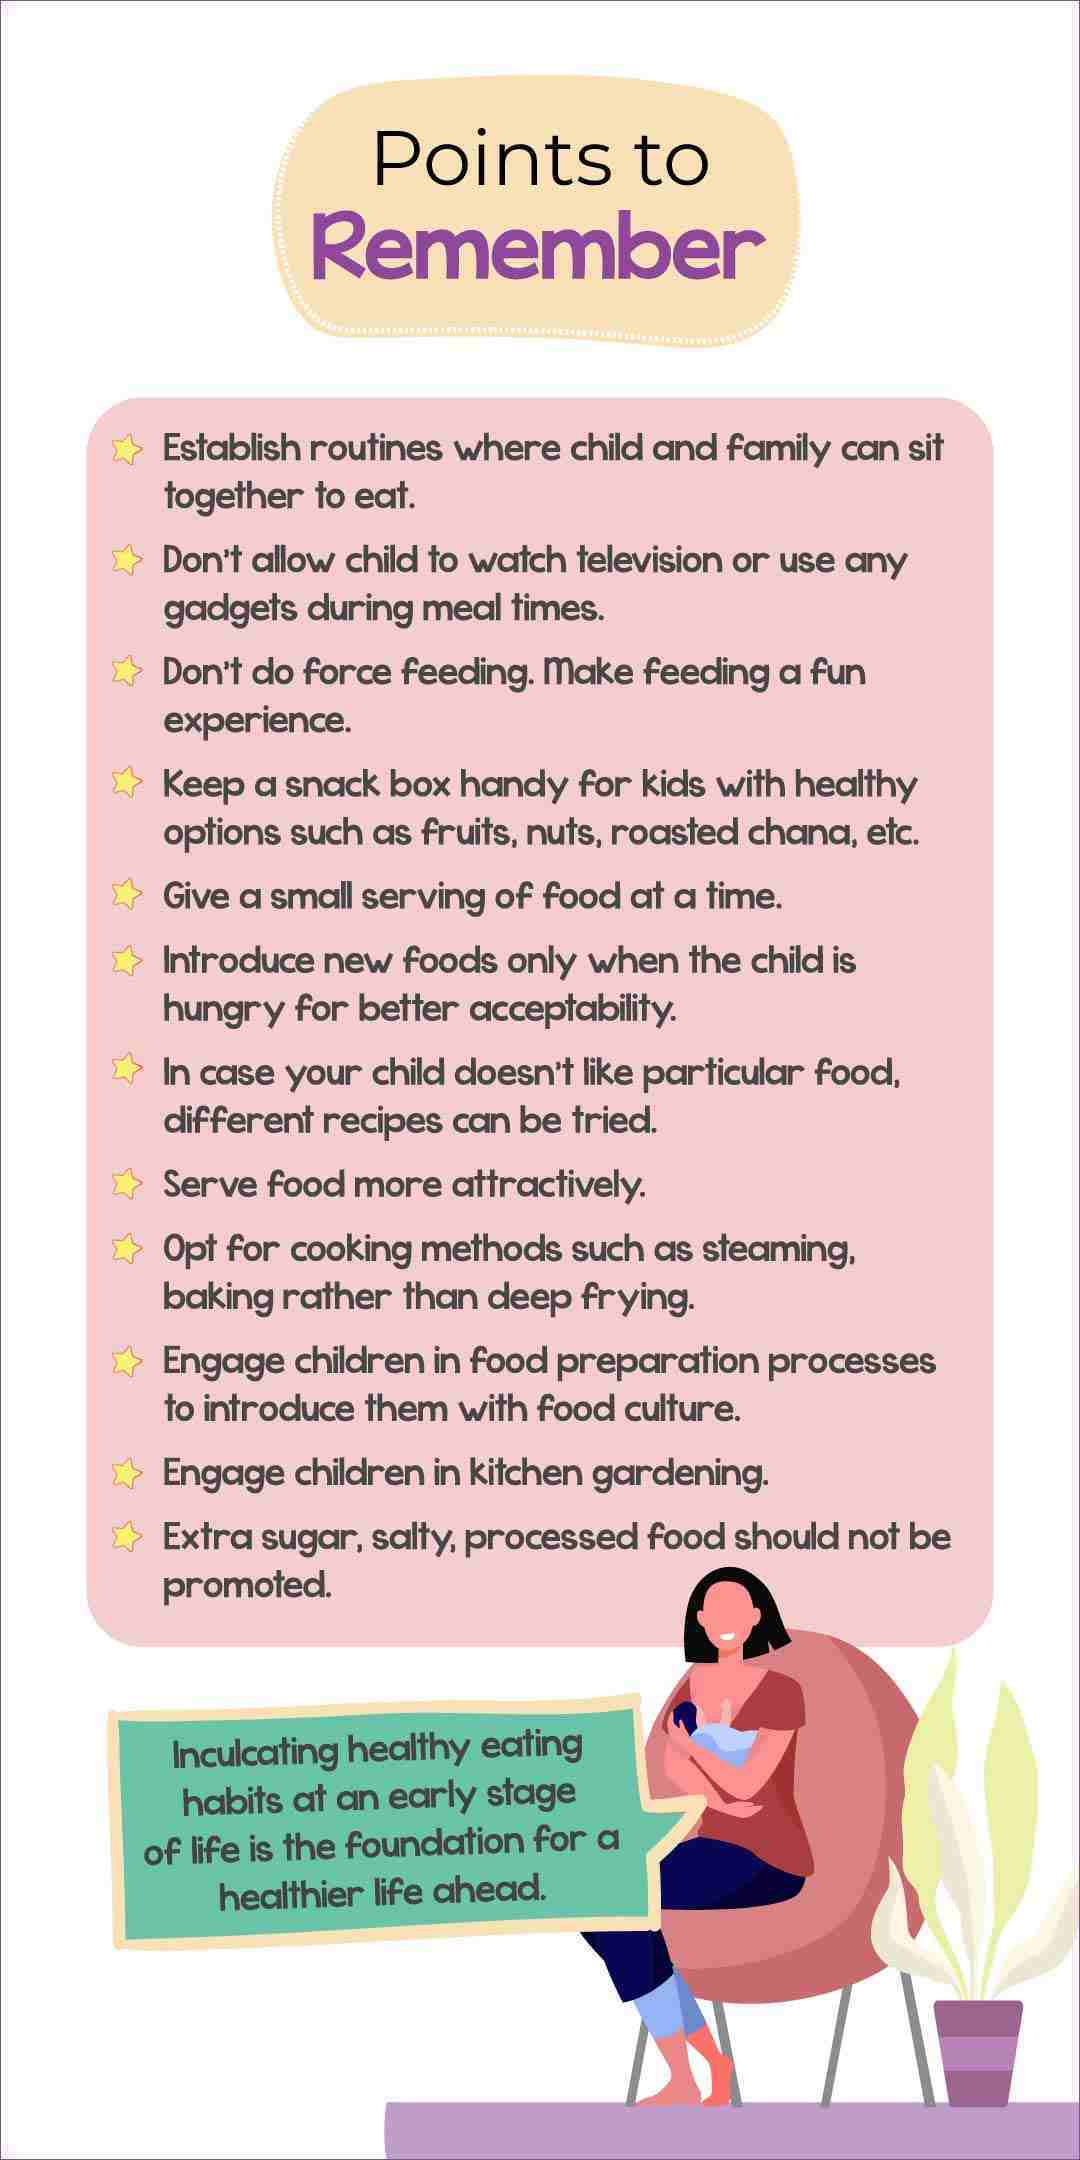 Points to
Remember
Establish routines where child and family can sit
together to eat.
Don't allow child to watch television or use any
gadgets during meal times.
Don't do force feeding. Make feeding a fun
experience.
Keep a snack box handy for kids with healthy
options such as fruits, nuts, roasted chana, etc.
Give a small serving of food at a time.
Introduce new foods only when the child is
hungry for better acceptability.
In case your child doesn't like particular food,
different recipes can be tried.
Serve food more attractively.
Opt for cooking methods such as steaming,
baking rather than deep frying.
Engage children in food preparation processes
to introduce them with food culture.
Engage children in kitchen gardening.
Extra sugar, salty, processed food should not be
promoted.
Inculcating healthy eating
habits at an early stage
of life is the foundation for a
healthier life ahead.